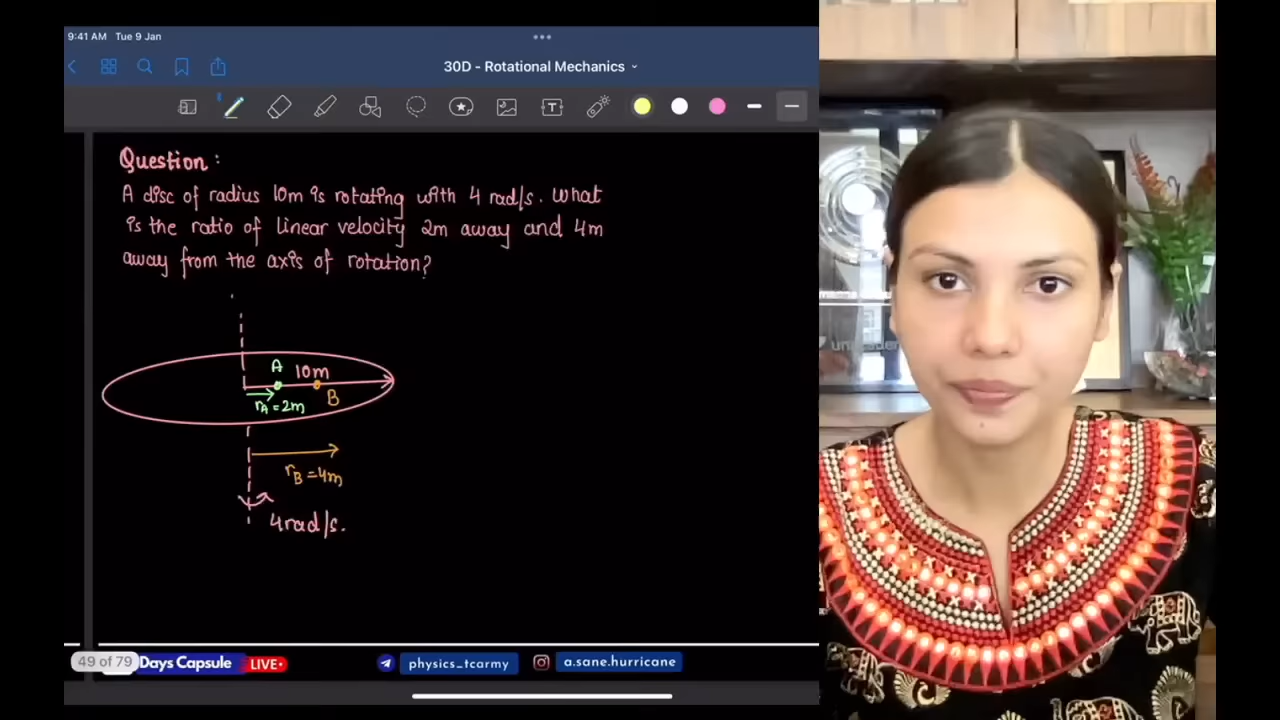 9:41 AM Tue 9 Jan
30D - Rotational Mechanics
Question :
A disc of radius 10m is rotating with 4 rad/s. What
is the ratio of linear velocity 2m away and 4m
away from the axis of rotation?
A
10m
B
rA = 2m
rB = 4m
4 rad/s.
49 of 79 Days Capsule LIVE+
physics_tcarmy a.sane.hurricane